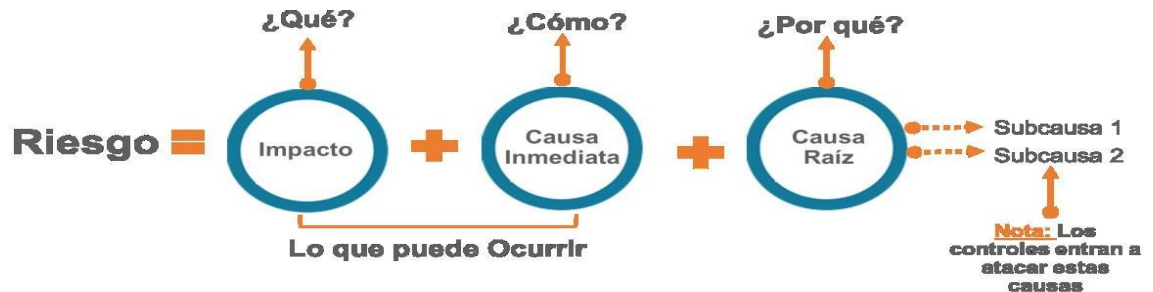 ¿Qué?
¿Cómo?
¿Por qué?
Riesgo =
Impacto
+
Causa
Inmediata
+
Causa
Raíz
Subcausa 1
Subcausa 2
Lo que puede Ocurrir
Nota: Los
controles entran a
atacar estas
causas